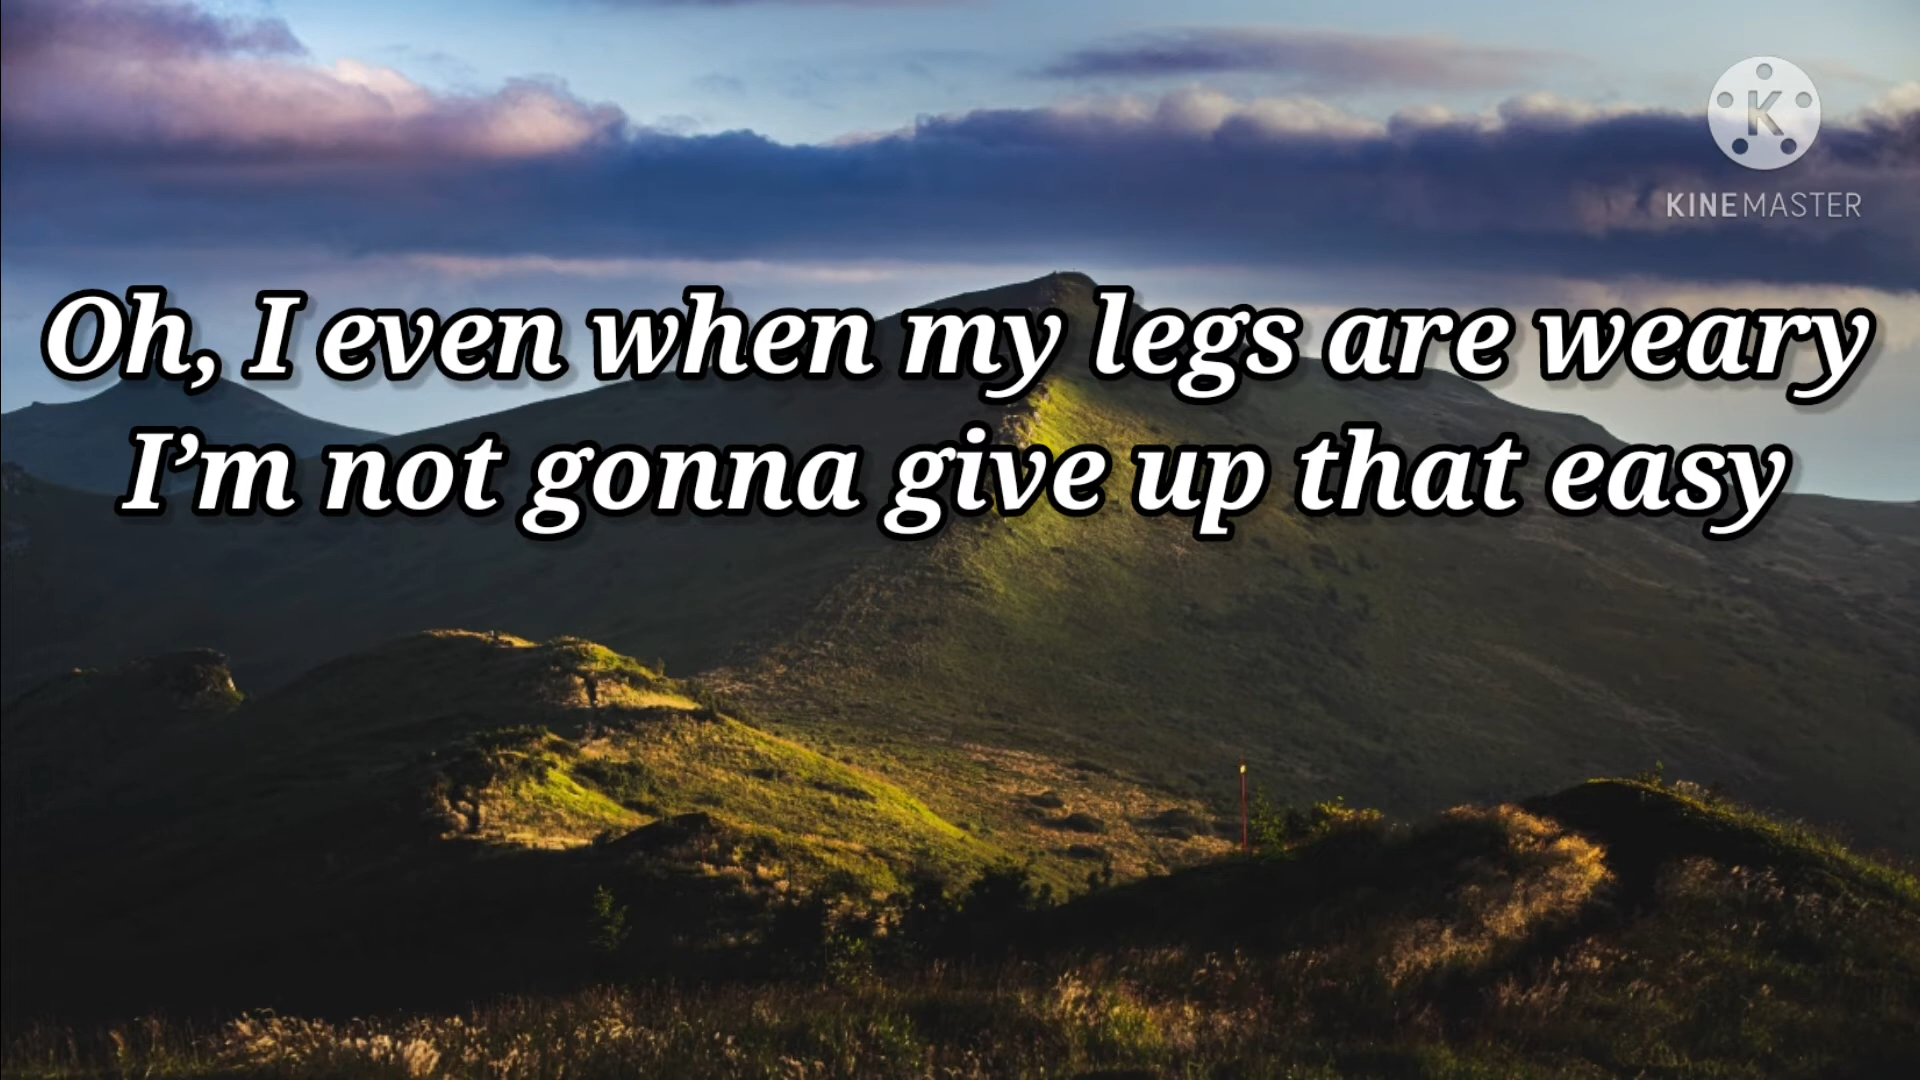 K
KINEMASTER
Oh, I even when my legs are weary
I’m not gonna give up that easy